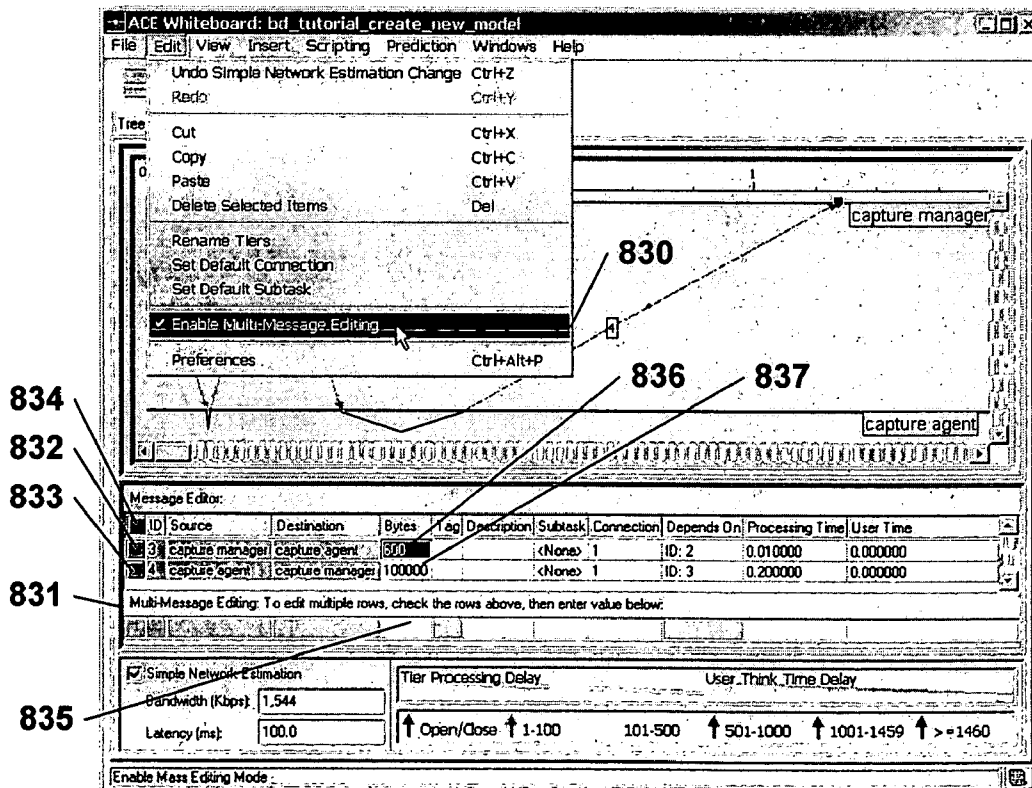 ACE Whiteboard: bd_tutorial_create_new_model
File Edit View Insert Scripting Prediction Windows Help
Undo Simple Network Estimation Change Ctrl+Z
Redo Ctrl+Y
Tree
Cut Ctrl+X
Copy Ctrl+C
Paste Ctrl+V
Delete Selected Items Del
0
1
capture manager
Rename Tiers
Set Default Connection
Set Default Subtask
830
Enable Multi-Message Editing
4
Preferences Ctrl+Alt+P
836 837
834
capture agent
832
833
Message Editor:
ID Source Destination Bytes Tag Description Subtask Connection Depends On Processing Time User Time
3 capture manager capture agent 600 <None> 1 ID: 2 0.010000 0.000000
4 capture agent capture manager 100000 <None> 1 ID: 3 0.200000 0.000000
831
Multi-Message Editing: To edit multiple rows, check the rows above, then enter value below:
Simple Network Estimation
Tier Processing Delay User Think Time Delay
835
Bandwidth (Kbps): 1,544
Latency (ms): 100.0
Open/Close 1-100 101-500 501-1000 1001-1459 >=1460
Enable Mass Editing Mode